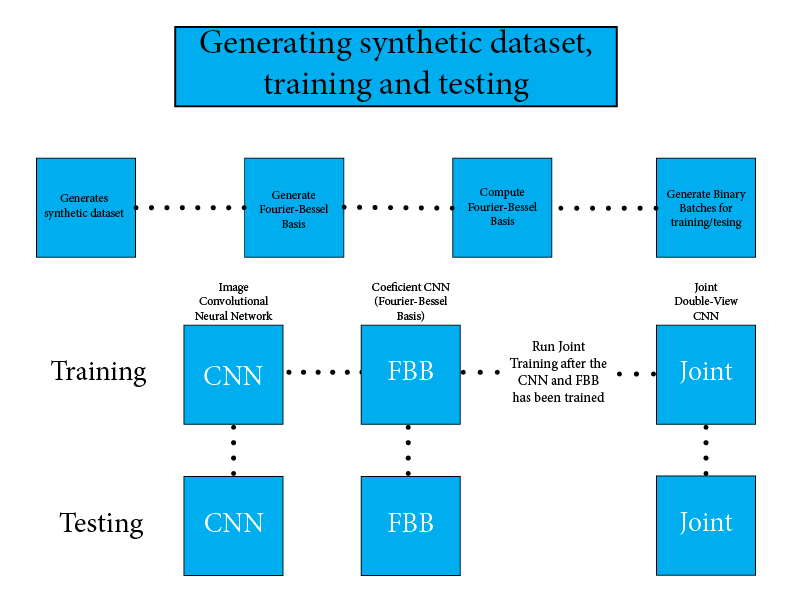 Generating synthetic dataset,
training and testing
Generates
synthetic dataset
Generate
Fourier-Bessel
Basis
Compute
Fourier-Bessel
Basis
Generate Binary
Batches for
training/tesing
Image
Convolutional
Neural Network
Coeficient CNN
(Fourier-Bessel
Basis)
Joint
Double-View
CNN
Training
CNN
FBB
Run Joint
Training after the
CNN and FBB
has been trained
Joint
Testing
CNN
FBB
Joint